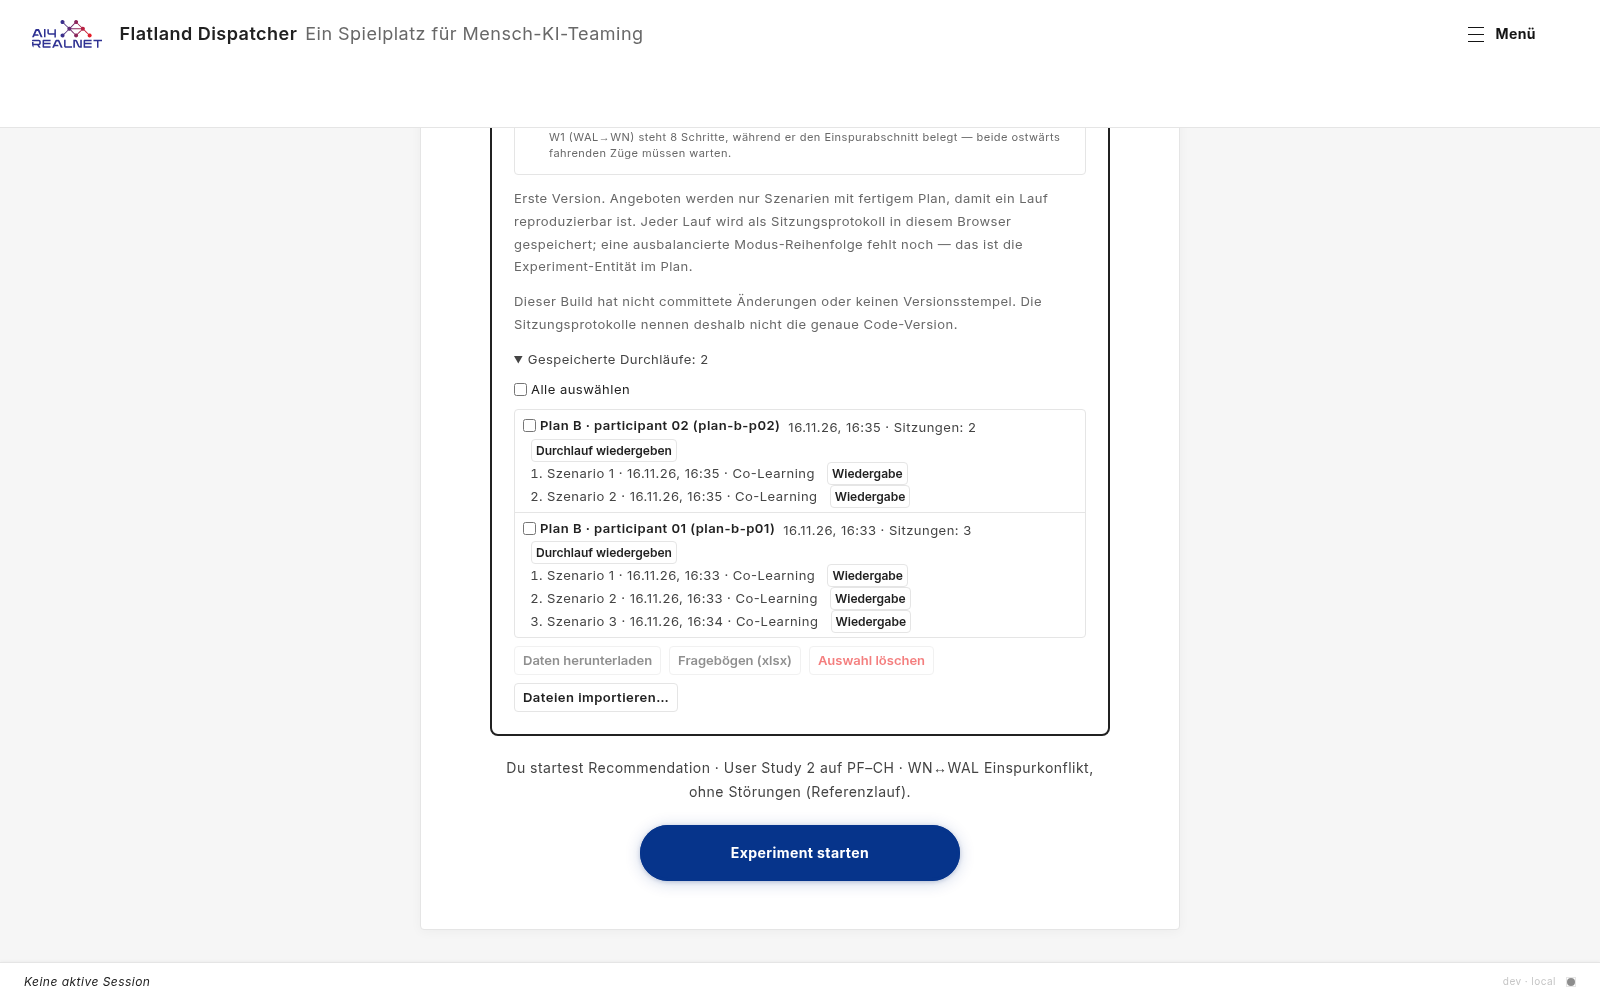 AI4
REALNET
Flatland Dispatcher Ein Spielplatz für Mensch-KI-Teaming
Menü
W1 (WAL→WN) steht 8 Schritte, während er den Einspurabschnitt belegt — beide ostwärts
fahrenden Züge müssen warten.
Erste Version. Angeboten werden nur Szenarien mit fertigem Plan, damit ein Lauf
reproduzierbar ist. Jeder Lauf wird als Sitzungsprotokoll in diesem Browser
gespeichert; eine ausbalancierte Modus-Reihenfolge fehlt noch — das ist die
Experiment-Entität im Plan.
Dieser Build hat nicht committete Änderungen oder keinen Versionsstempel. Die
Sitzungsprotokolle nennen deshalb nicht die genaue Code-Version.
▼ Gespeicherte Durchläufe: 2
Alle auswählen
Plan B · participant 02 (plan-b-p02) 16.11.26, 16:35 · Sitzungen: 2
Durchlauf wiedergeben
1. Szenario 1 · 16.11.26, 16:35 · Co-Learning Wiedergabe
2. Szenario 2 · 16.11.26, 16:35 · Co-Learning Wiedergabe
Plan B · participant 01 (plan-b-p01) 16.11.26, 16:33 · Sitzungen: 3
Durchlauf wiedergeben
1. Szenario 1 · 16.11.26, 16:33 · Co-Learning Wiedergabe
2. Szenario 2 · 16.11.26, 16:33 · Co-Learning Wiedergabe
3. Szenario 3 · 16.11.26, 16:34 · Co-Learning Wiedergabe
Daten herunterladen Fragebögen (xlsx) Auswahl löschen
Dateien importieren…
Du startest Recommendation · User Study 2 auf PF–CH · WN↔WAL Einspurkonflikt,
ohne Störungen (Referenzlauf).
Experiment starten
Keine aktive Session
dev · local